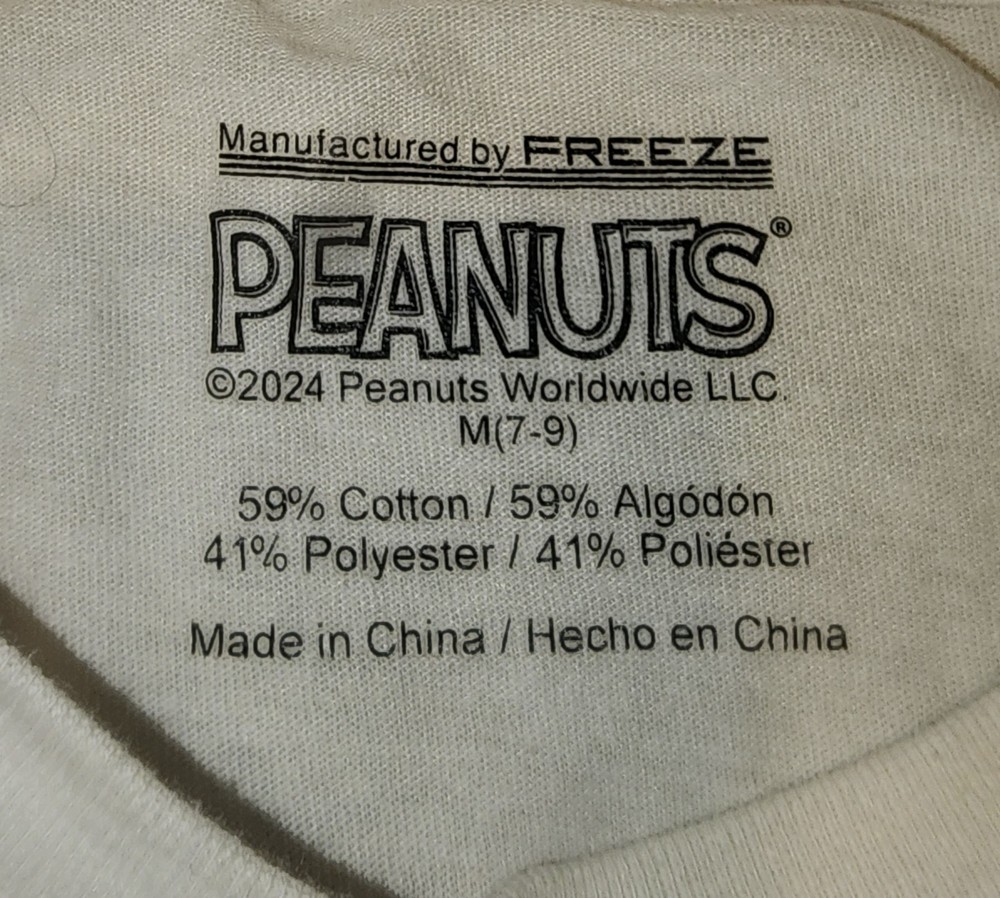 Manufactured by FREEZE
PEANUTS®
©2024 Peanuts Worldwide LLC.
M(7-9)
59% Cotton / 59% Algódón
41% Polyester / 41% Poliéster
Made in China / Hecho en China